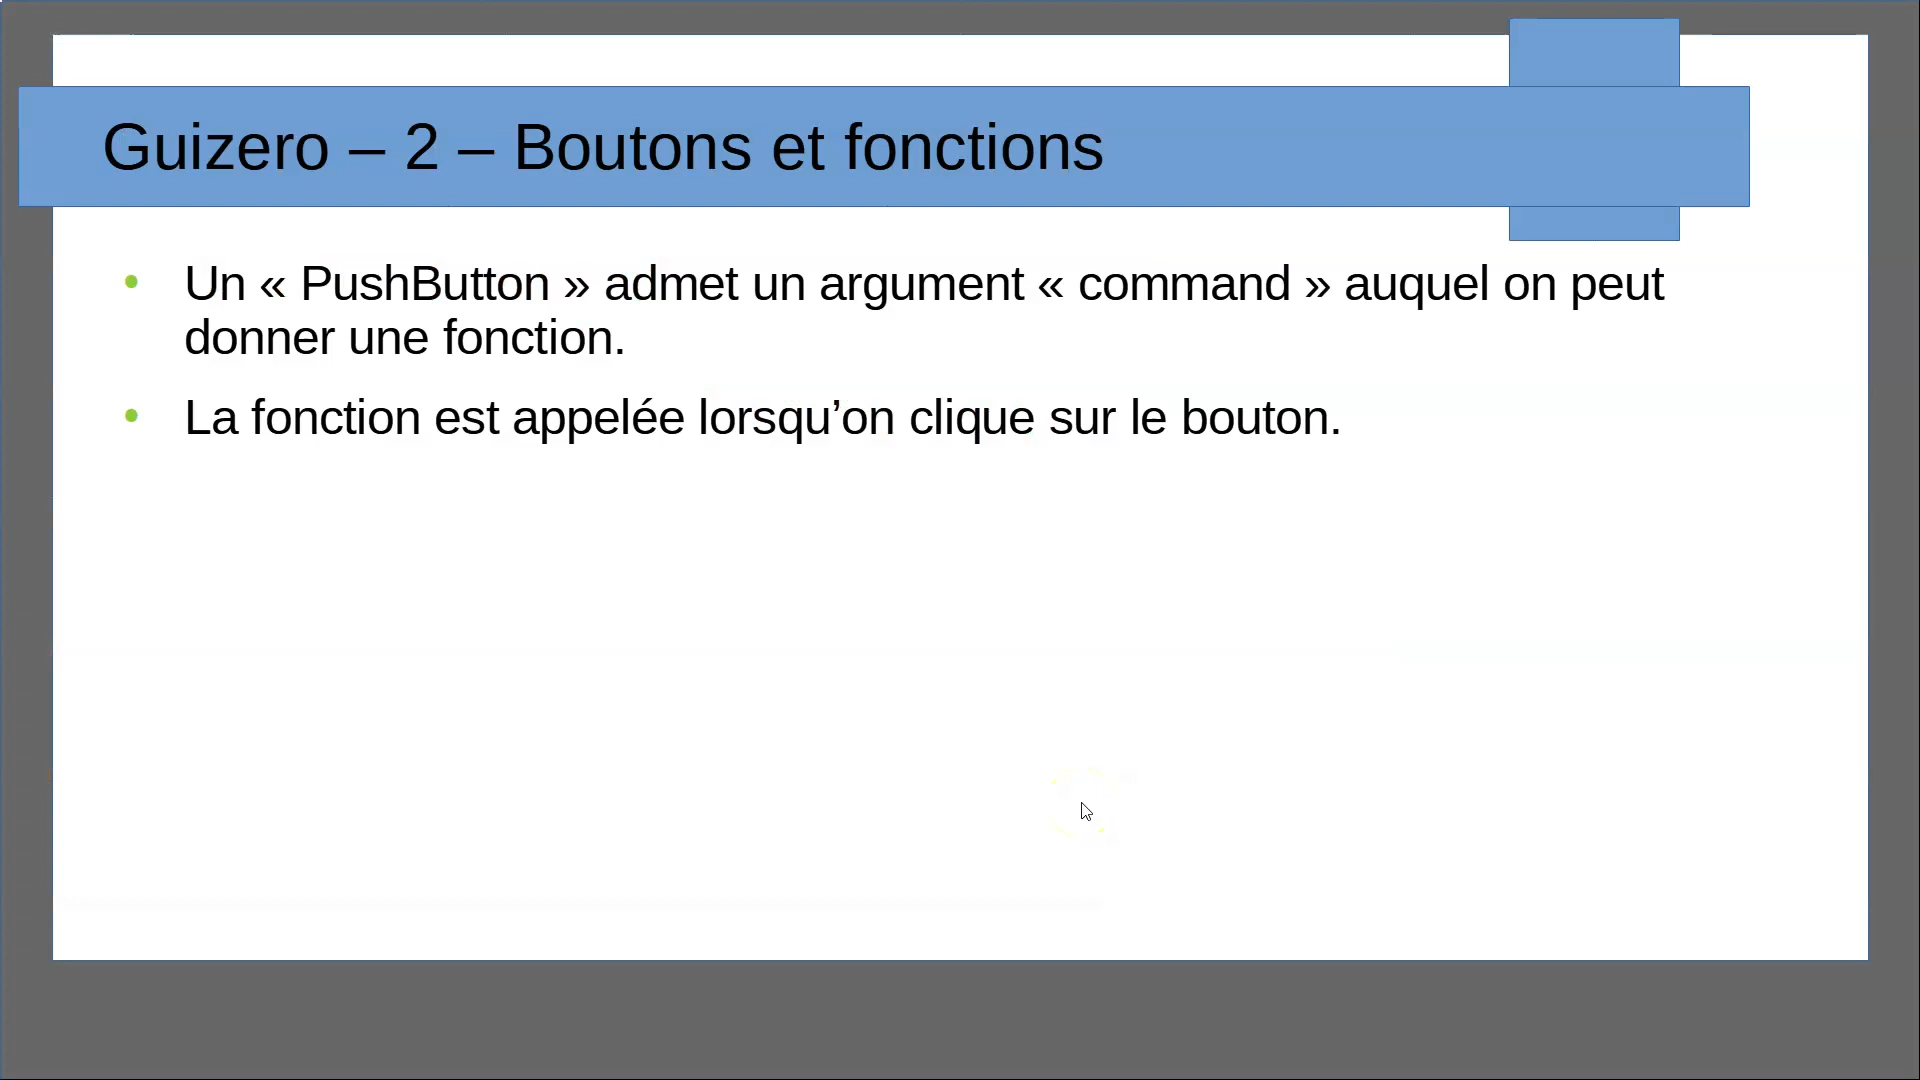 Guizero – 2 – Boutons et fonctions
Un « PushButton » admet un argument « command » auquel on peut
donner une fonction.
La fonction est appelée lorsqu’on clique sur le bouton.